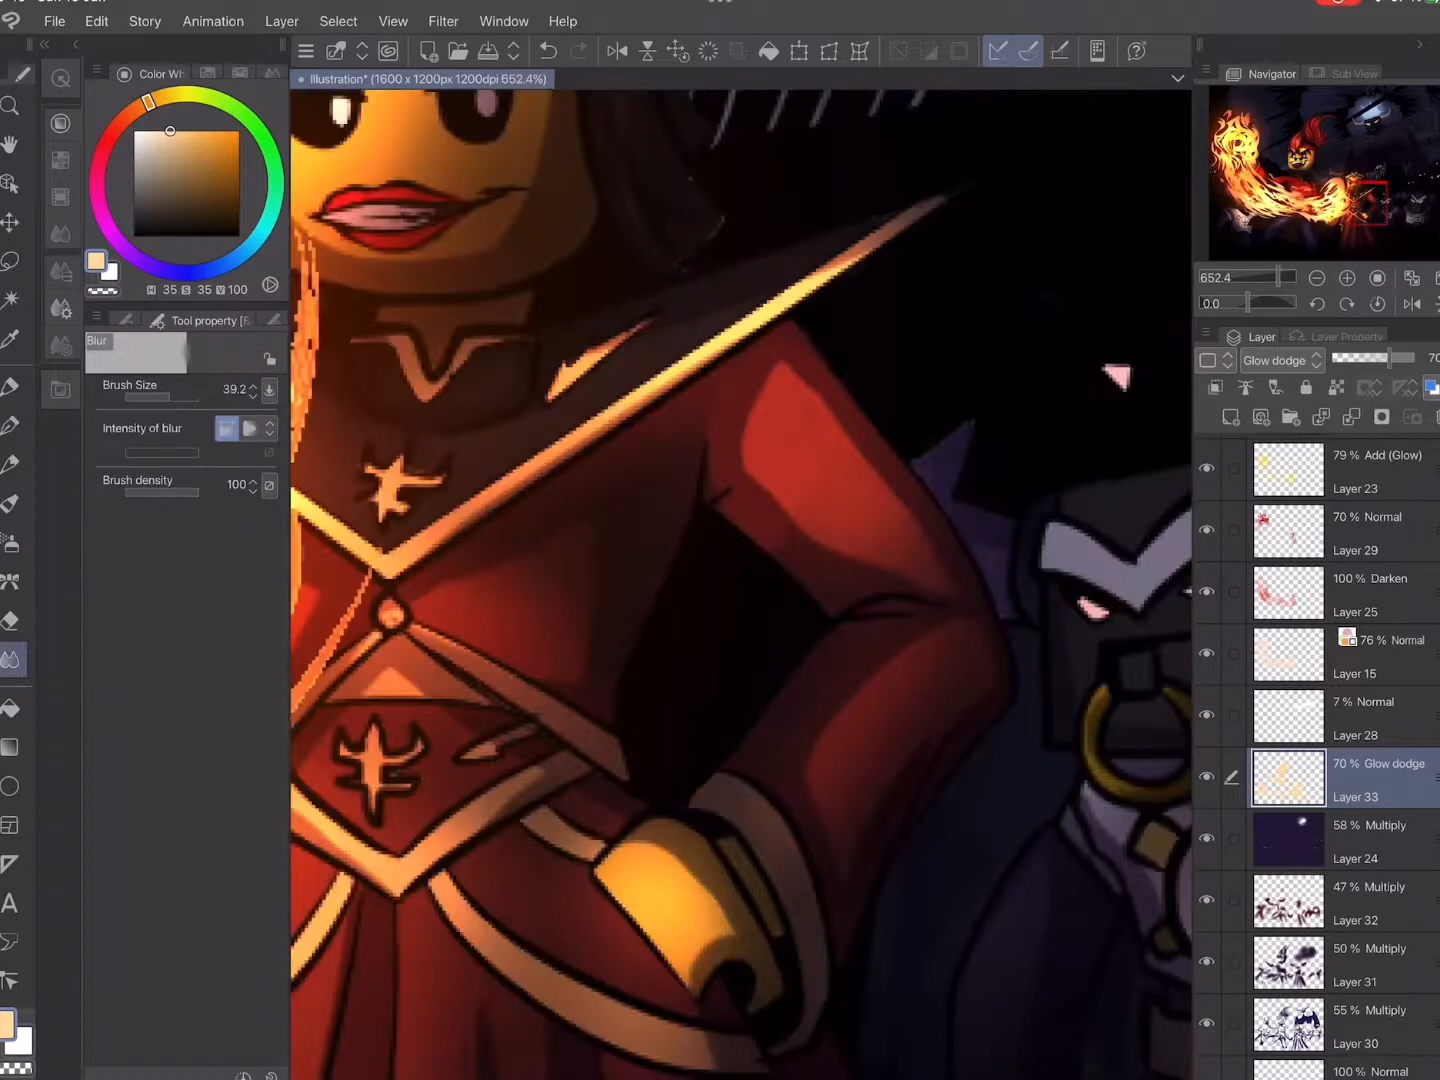 File Edit Story Animation Layer Select View Filter Window Help
Illustration* (1600 x 1200px 1200dpi 652.4%)
Color Wh
Navigator
Sub View
H 35 S 35 V 100
652.4
0.0
Tool property [6
Blur
Layer
Layer Property
Glow dodge
70
Brush Size 39.2
Intensity of blur
Brush density 100
79 % Add (Glow)
Layer 23
70 % Normal
Layer 29
100 % Darken
Layer 25
76 % Normal
Layer 15
7 % Normal
Layer 28
70 % Glow dodge
Layer 33
58 % Multiply
Layer 24
47 % Multiply
Layer 32
50 % Multiply
Layer 31
55 % Multiply
Layer 30
100 % Normal